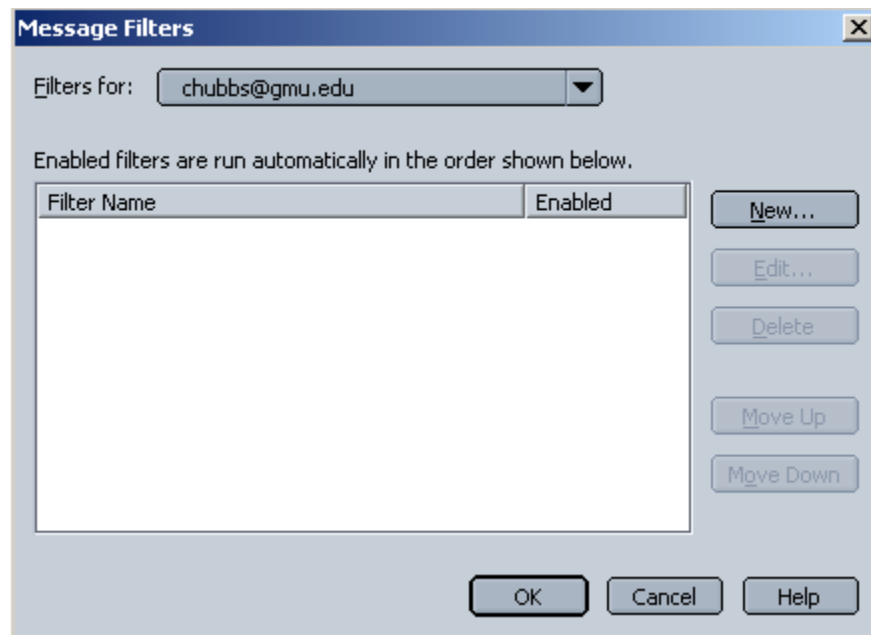 Message Filters
Filters for: chubbs@gmu.edu
Enabled filters are run automatically in the order shown below.
Filter Name Enabled
New...
Edit...
Delete
Move Up
Move Down
OK Cancel Help